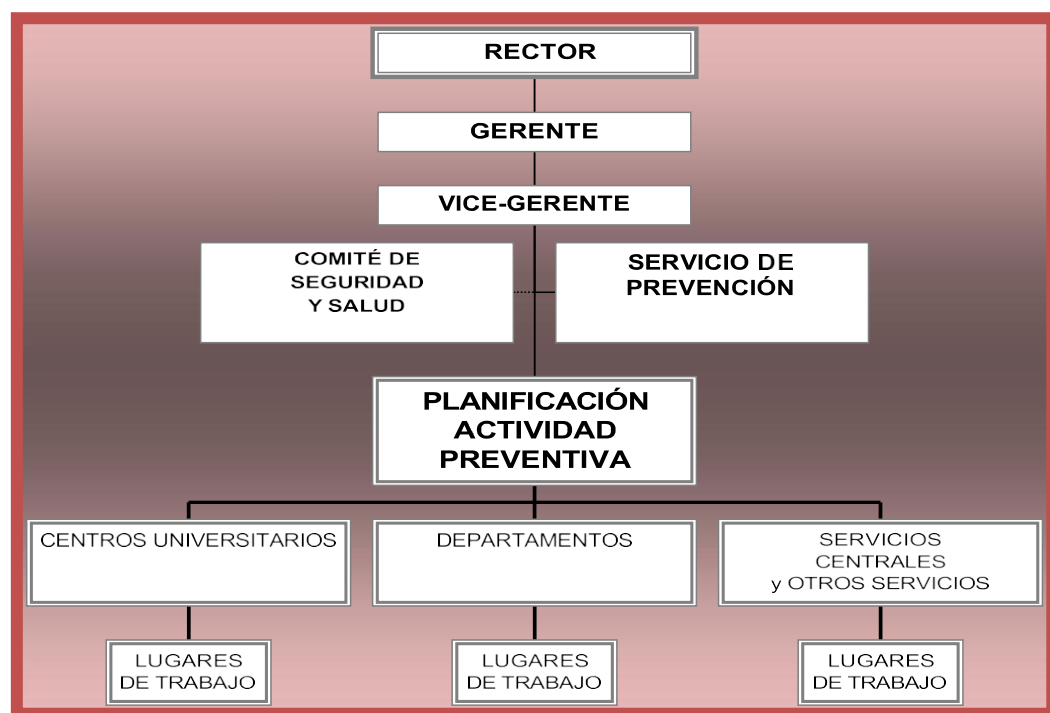 RECTOR
GERENTE
VICE-GERENTE
COMITÉ DE
SEGURIDAD
Y SALUD
SERVICIO DE
PREVENCIÓN
PLANIFICACIÓN
ACTIVIDAD
PREVENTIVA
CENTROS UNIVERSITARIOS
DEPARTAMENTOS
SERVICIOS
CENTRALES
y OTROS SERVICIOS
LUGARES
DE TRABAJO
LUGARES
DE TRABAJO
LUGARES
DE TRABAJO